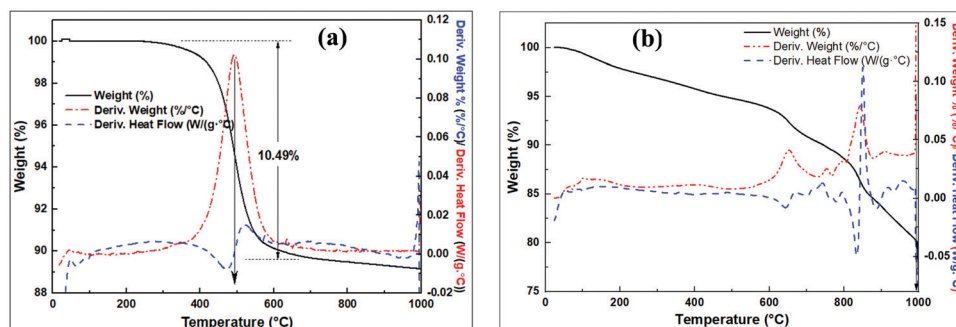 (a)
100
98
96
94
92
90
88
Weight (%)
Weight (%)
Deriv. Weight (%/°C)
Deriv. Heat Flow (W/(g·°C))
10.49%
0
200
400
600
800
1000
Temperature (°C)
0.12
0.10
0.08
0.06
0.04
0.02
0.00
-0.02
Deriv. Weight % (%/°C)/
Deriv. Heat Flow (W/(g.°C))
(b)
100
95
90
85
80
75
Weight (%)
Weight (%)
Deriv. Weight (%/°C)
Deriv. Heat Flow (W/(g·°C)
0
200
400
600
800
1000
Temperature (°C)
0.15
0.10
0.05
0.00
-0.05